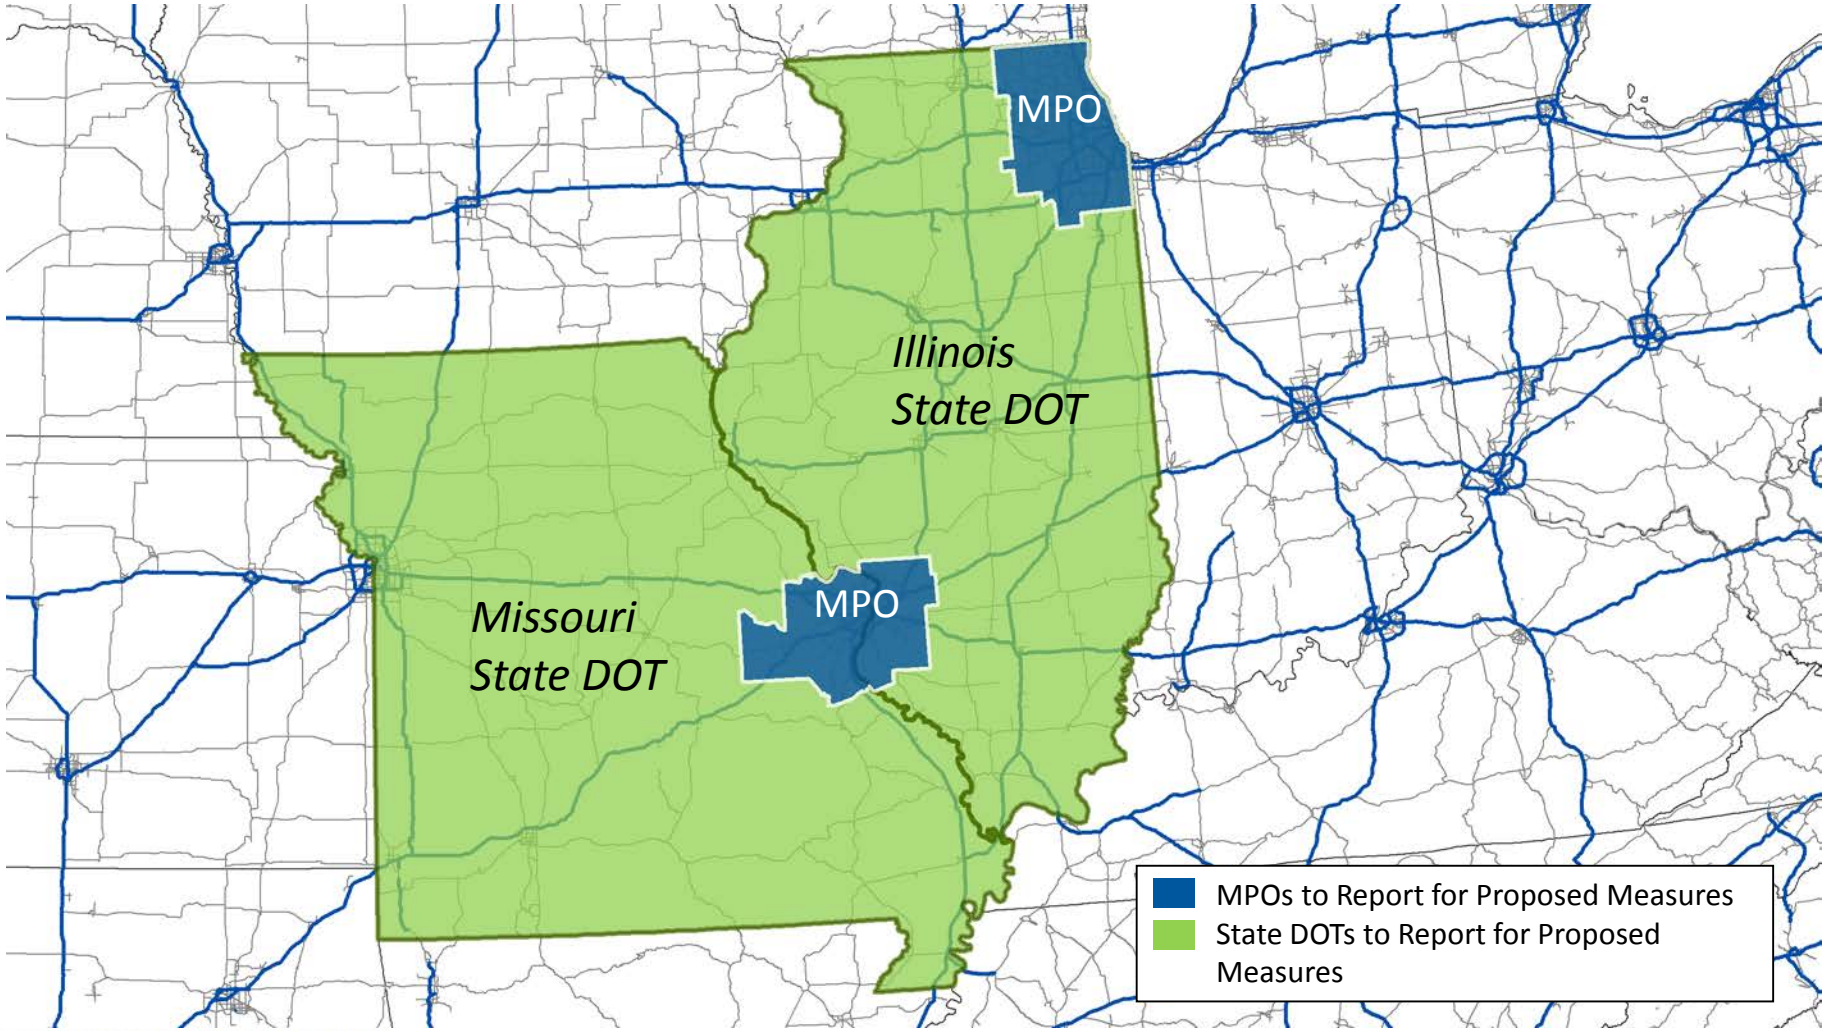 MPO
Illinois
State DOT
MPO
Missouri
State DOT
MPOs to Report for Proposed Measures
State DOTs to Report for Proposed
Measures